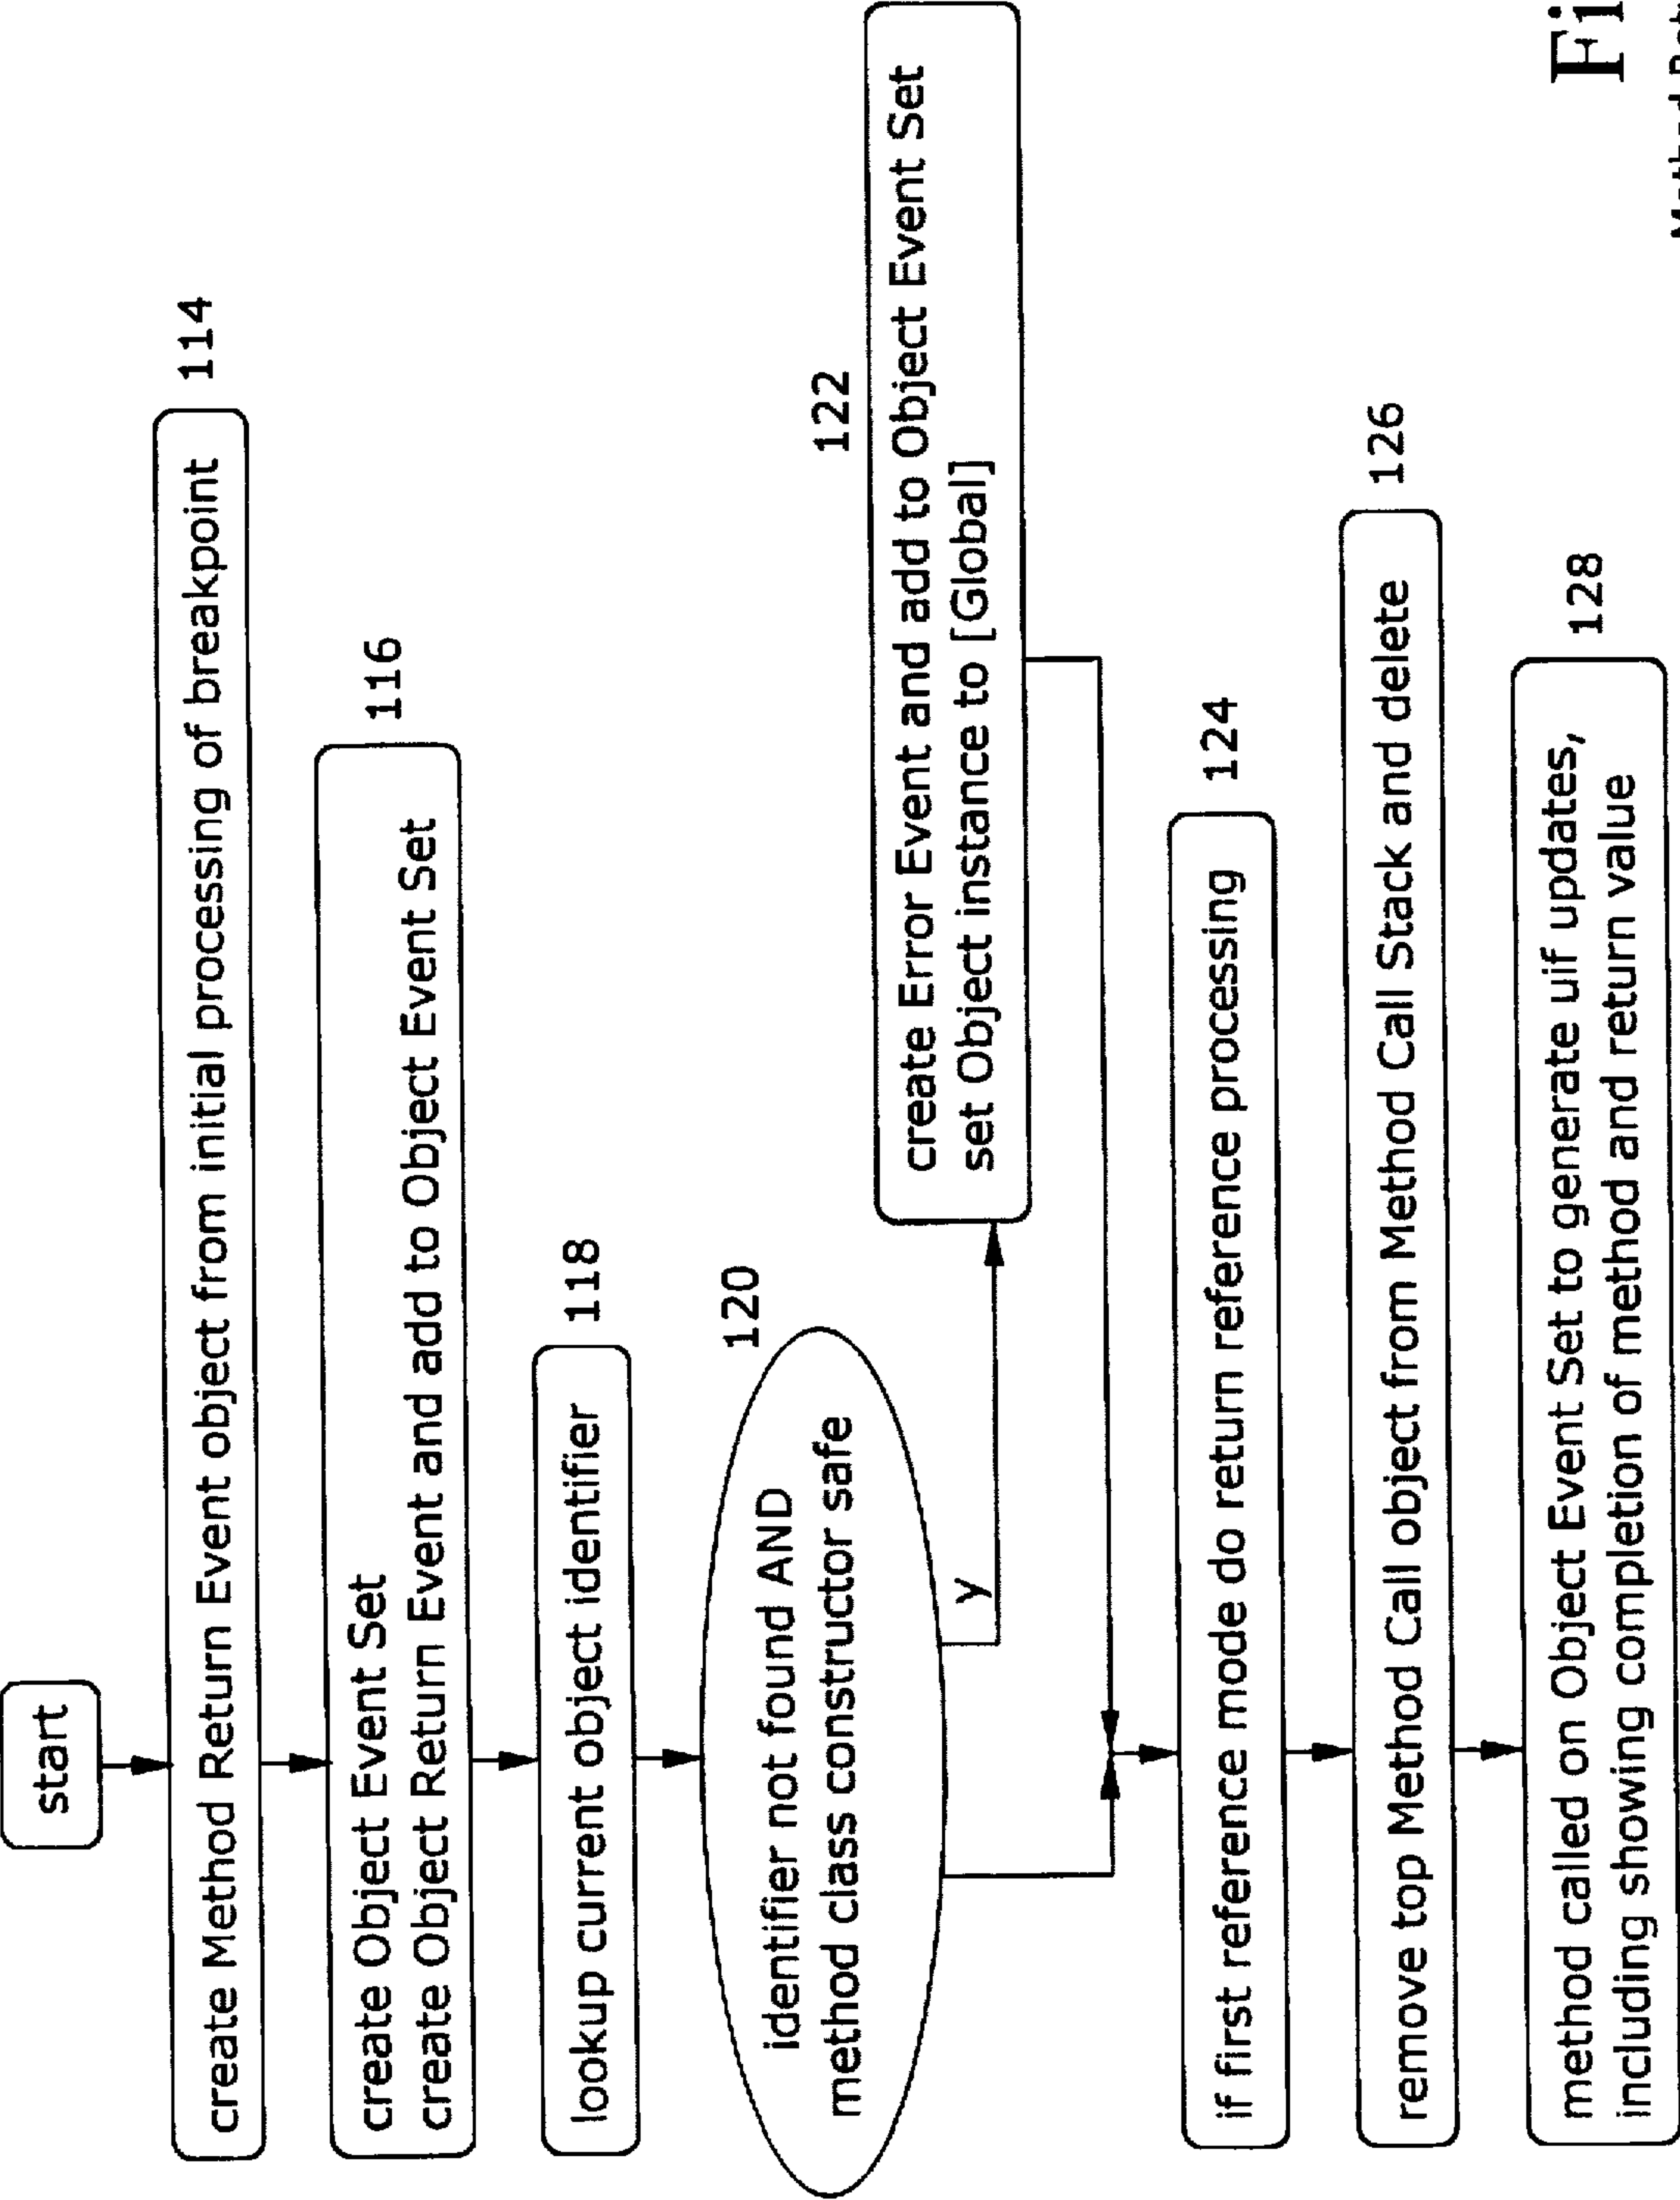 start
create Method Return Event object from initial processing of breakpoint
114
create Object Event Set
create Object Return Event and add to Object Event Set
116
lookup current object identifier
118
identifier not found AND
method class constructor safe
120
y
122
create Error Event and add to Object Event Set
set Object instance to [Global]
if first reference mode do return reference processing
124
remove top Method Call object from Method Call Stack and delete
126
method called on Object Event Set to generate uif updates,
including showing completion of method and return value
128
Fi